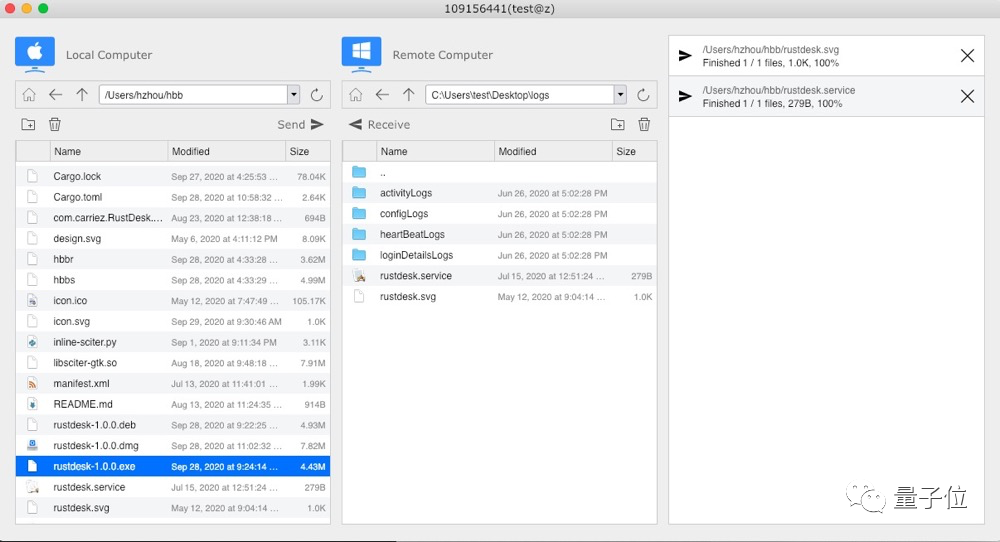 109156441(test@z)
Local Computer
/Users/hzhou/hbb
Send
Name Modified Size
Cargo.lock Sep 27, 2020 at 4:25:53 ... 78.04K
Cargo.toml Sep 28, 2020 at 10:58:32 ... 2.64K
com.carriez.RustDesk.... Aug 23, 2020 at 12:38:18 ... 694B
design.svg May 6, 2020 at 4:11:12 PM 8.09K
hbbr Sep 28, 2020 at 4:33:28 ... 3.62M
hbbs Sep 28, 2020 at 4:33:29 ... 4.99M
icon.ico May 12, 2020 at 7:47:49 ... 105.17K
icon.svg Sep 29, 2020 at 9:30:46 AM 1.0K
inline-sciter.py Sep 1, 2020 at 9:11:34 PM 3.11K
libsciter-gtk.so Aug 18, 2020 at 9:48:18 ... 7.91M
manifest.xml Jul 13, 2020 at 11:41:01 ... 1.99K
README.md Aug 13, 2020 at 11:24:35 ... 914B
rustdesk-1.0.0.deb Sep 28, 2020 at 9:22:25 ... 4.93M
rustdesk-1.0.0.dmg Sep 28, 2020 at 11:02:32 ... 7.82M
rustdesk-1.0.0.exe Sep 28, 2020 at 9:24:14 ... 4.43M
rustdesk.service Jul 15, 2020 at 12:51:24 ... 279B
rustdesk.svg May 12, 2020 at 9:04:14 ... 1.0K
Remote Computer
C:\Users\test\Desktop\logs
Receive
Name Modified Size
..
activityLogs Jun 26, 2020 at 5:02:28 PM
configLogs Jun 26, 2020 at 5:02:28 PM
heartBeatLogs Jun 26, 2020 at 5:02:28 PM
loginDetailsLogs Jun 26, 2020 at 5:02:28 PM
rustdesk.service Jul 15, 2020 at 12:51:24 ... 279B
rustdesk.svg May 12, 2020 at 9:04:14 ... 1.0K
/Users/hzhou/hbb/rustdesk.svg
Finished 1 / 1 files, 1.0K, 100%
/Users/hzhou/hbb/rustdesk.service
Finished 1 / 1 files, 279B, 100%
量子位